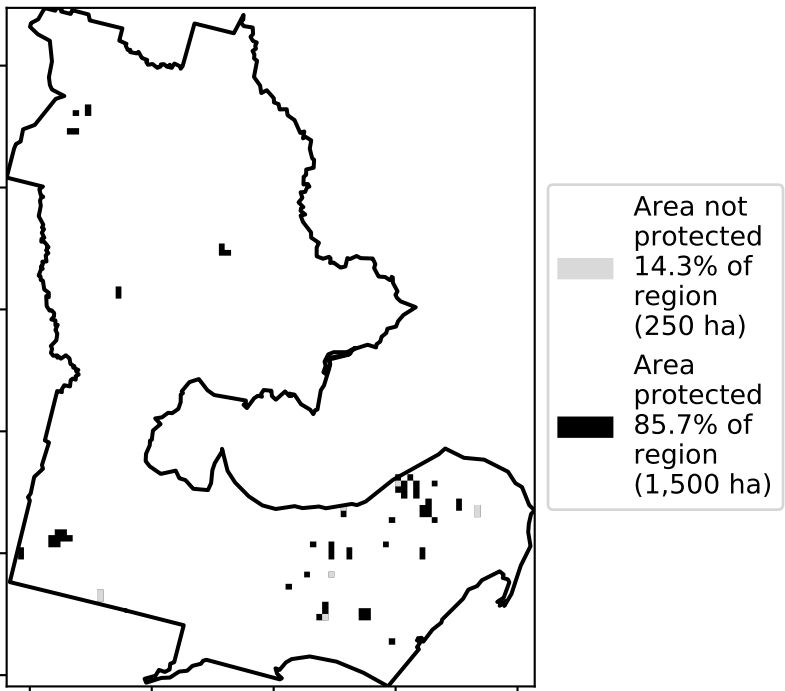 Area not
protected
14.3% of
region
(250 ha)
Area
protected
85.7% of
region
(1,500 ha)